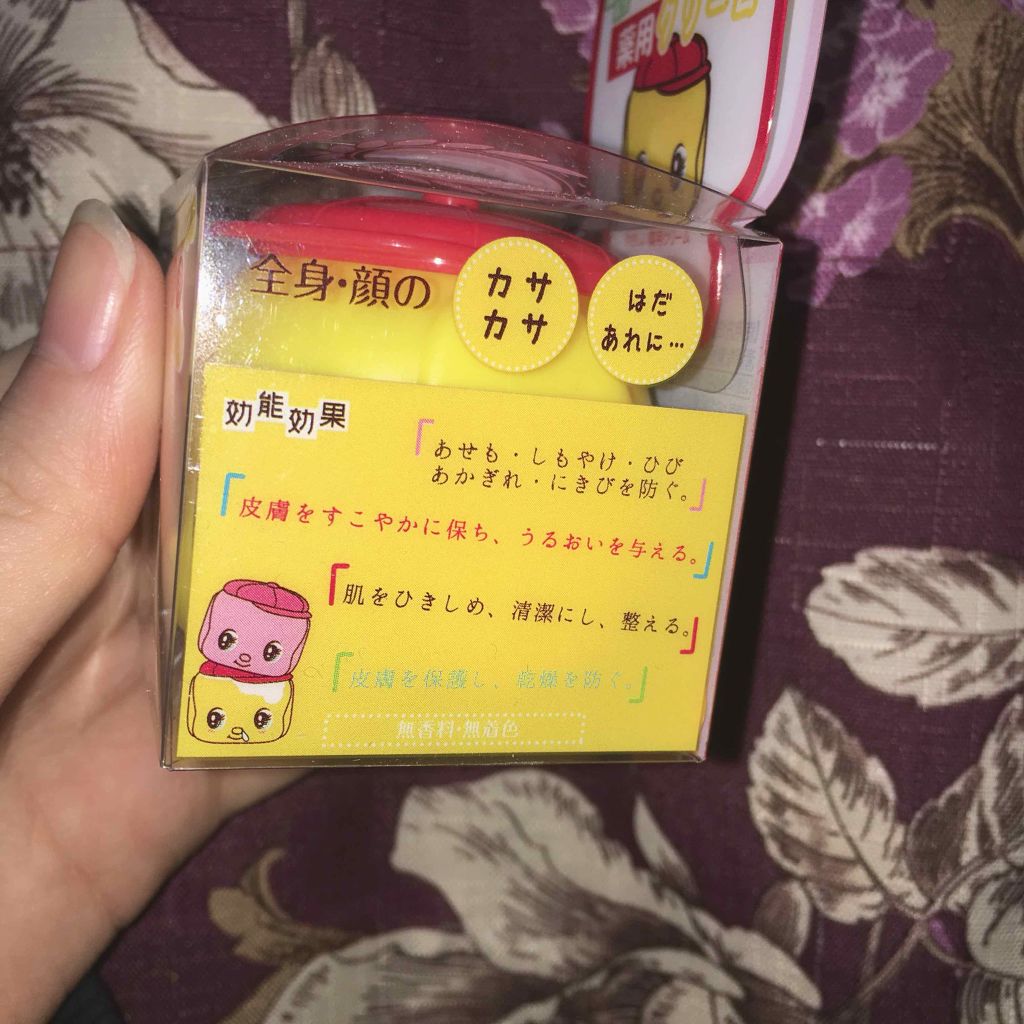 薬用
全身・顔の
カサ
カサ
はだ
あれに…
効能効果
「あせも・しもやけ・ひび
あかぎれ・にきびを防ぐ。」
「皮膚をすこやかに保ち、うるおいを与える。」
「肌をひきしめ、清潔にし、整える。」
「皮膚を保護し、乾燥を防ぐ。」
無香料・無着色